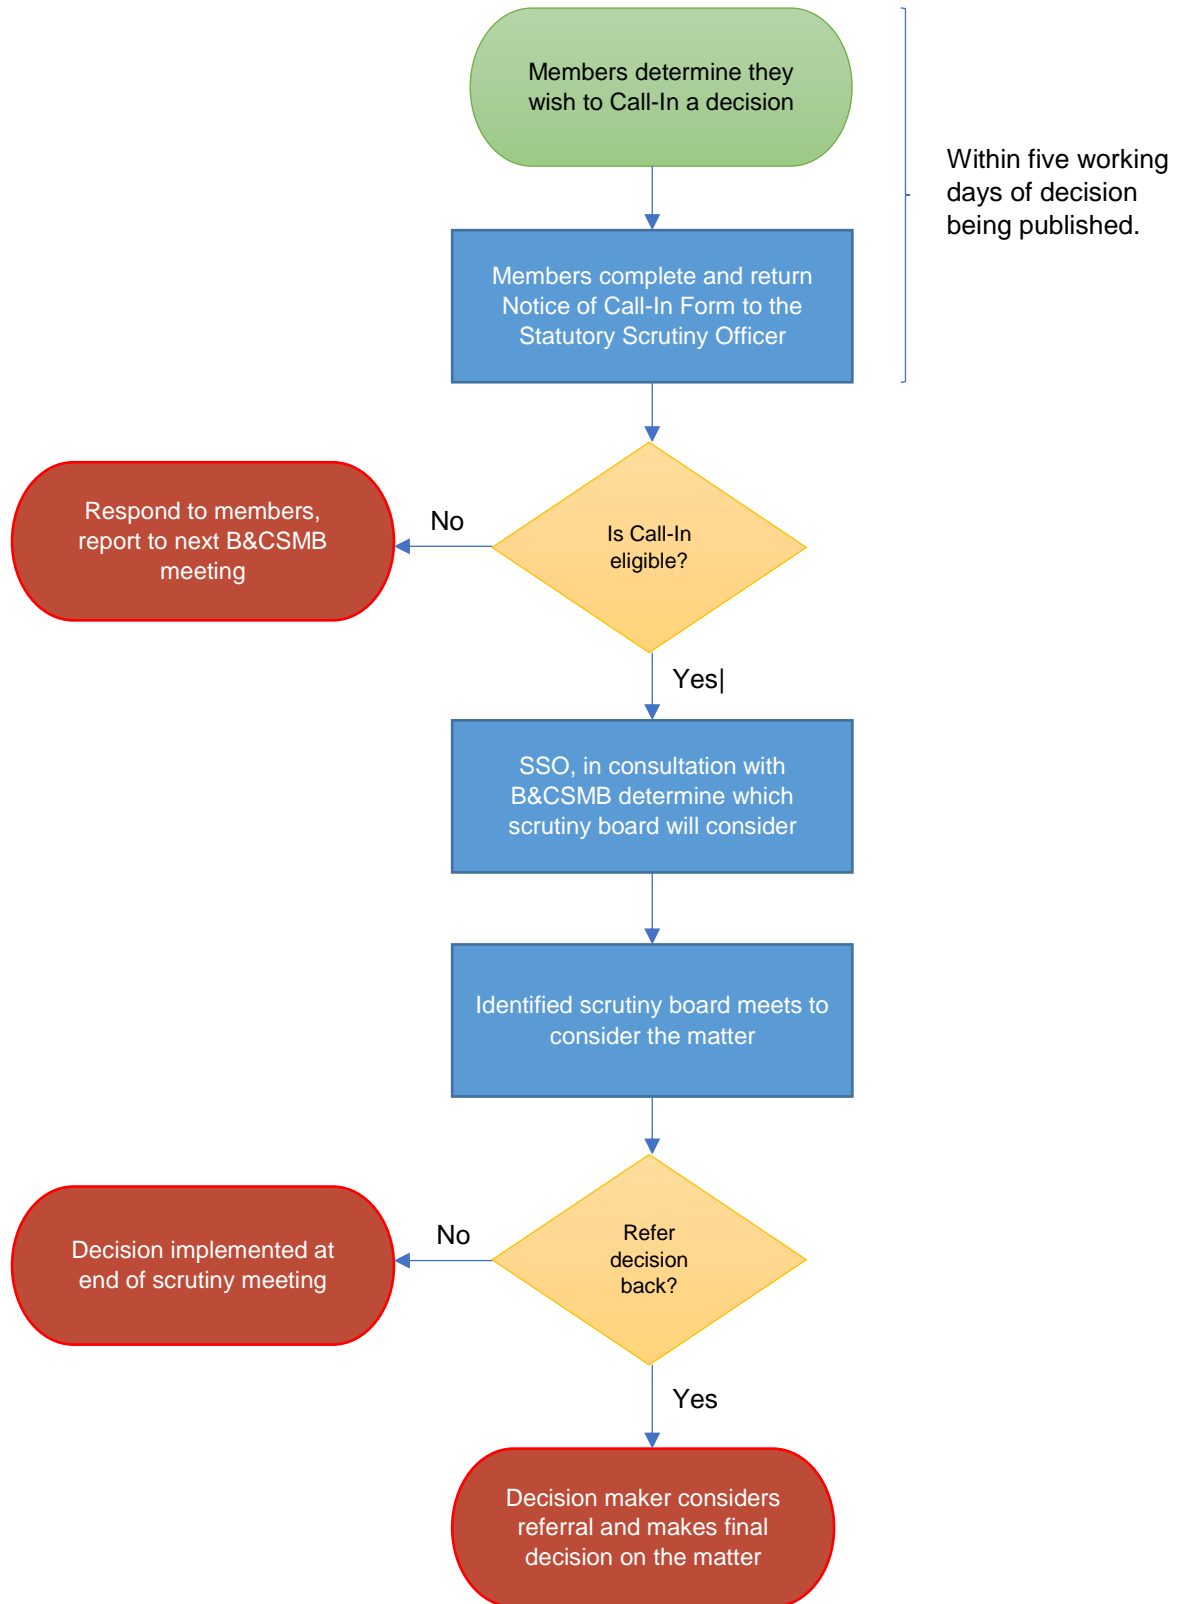 Members determine they
wish to Call-In a decision
Within five working
days of decision
being published.
Members complete and return
Notice of Call-In Form to the
Statutory Scrutiny Officer
Respond to members,
report to next B&CSMB
meeting
No
Is Call-In
eligible?
Yes|
SSO, in consultation with
B&CSMB determine which
scrutiny board will consider
Identified scrutiny board meets to
consider the matter
Decision implemented at
end of scrutiny meeting
No
Refer
decision
back?
Yes
Decision maker considers
referral and makes final
decision on the matter